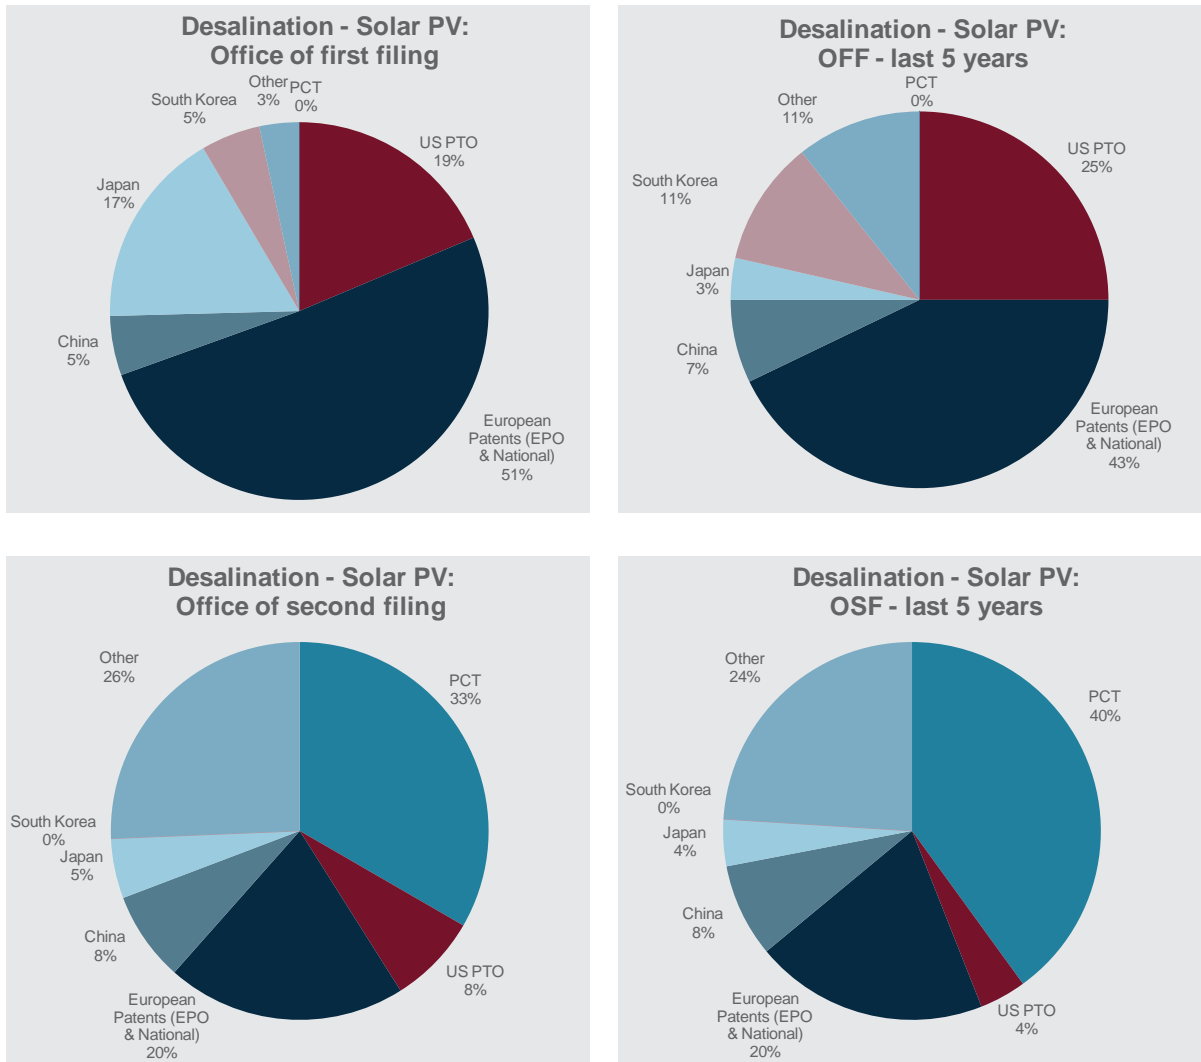 Desalination - Solar PV:
Office of first filing
PCT
0%
US PTO
19%
European
Patents (EPO
& National)
51%
China
5%
Japan
17%
South Korea
5%
Other
3%
Desalination - Solar PV:
OFF - last 5 years
PCT
0%
US PTO
25%
European
Patents (EPO
& National)
43%
China
7%
Japan
3%
South Korea
11%
Other
11%
Desalination - Solar PV:
Office of second filing
PCT
33%
US PTO
8%
European
Patents (EPO
& National)
20%
China
8%
Japan
5%
South Korea
0%
Other
26%
Desalination - Solar PV:
OSF - last 5 years
PCT
40%
US PTO
4%
European
Patents (EPO
& National)
20%
China
8%
Japan
4%
South Korea
0%
Other
24%